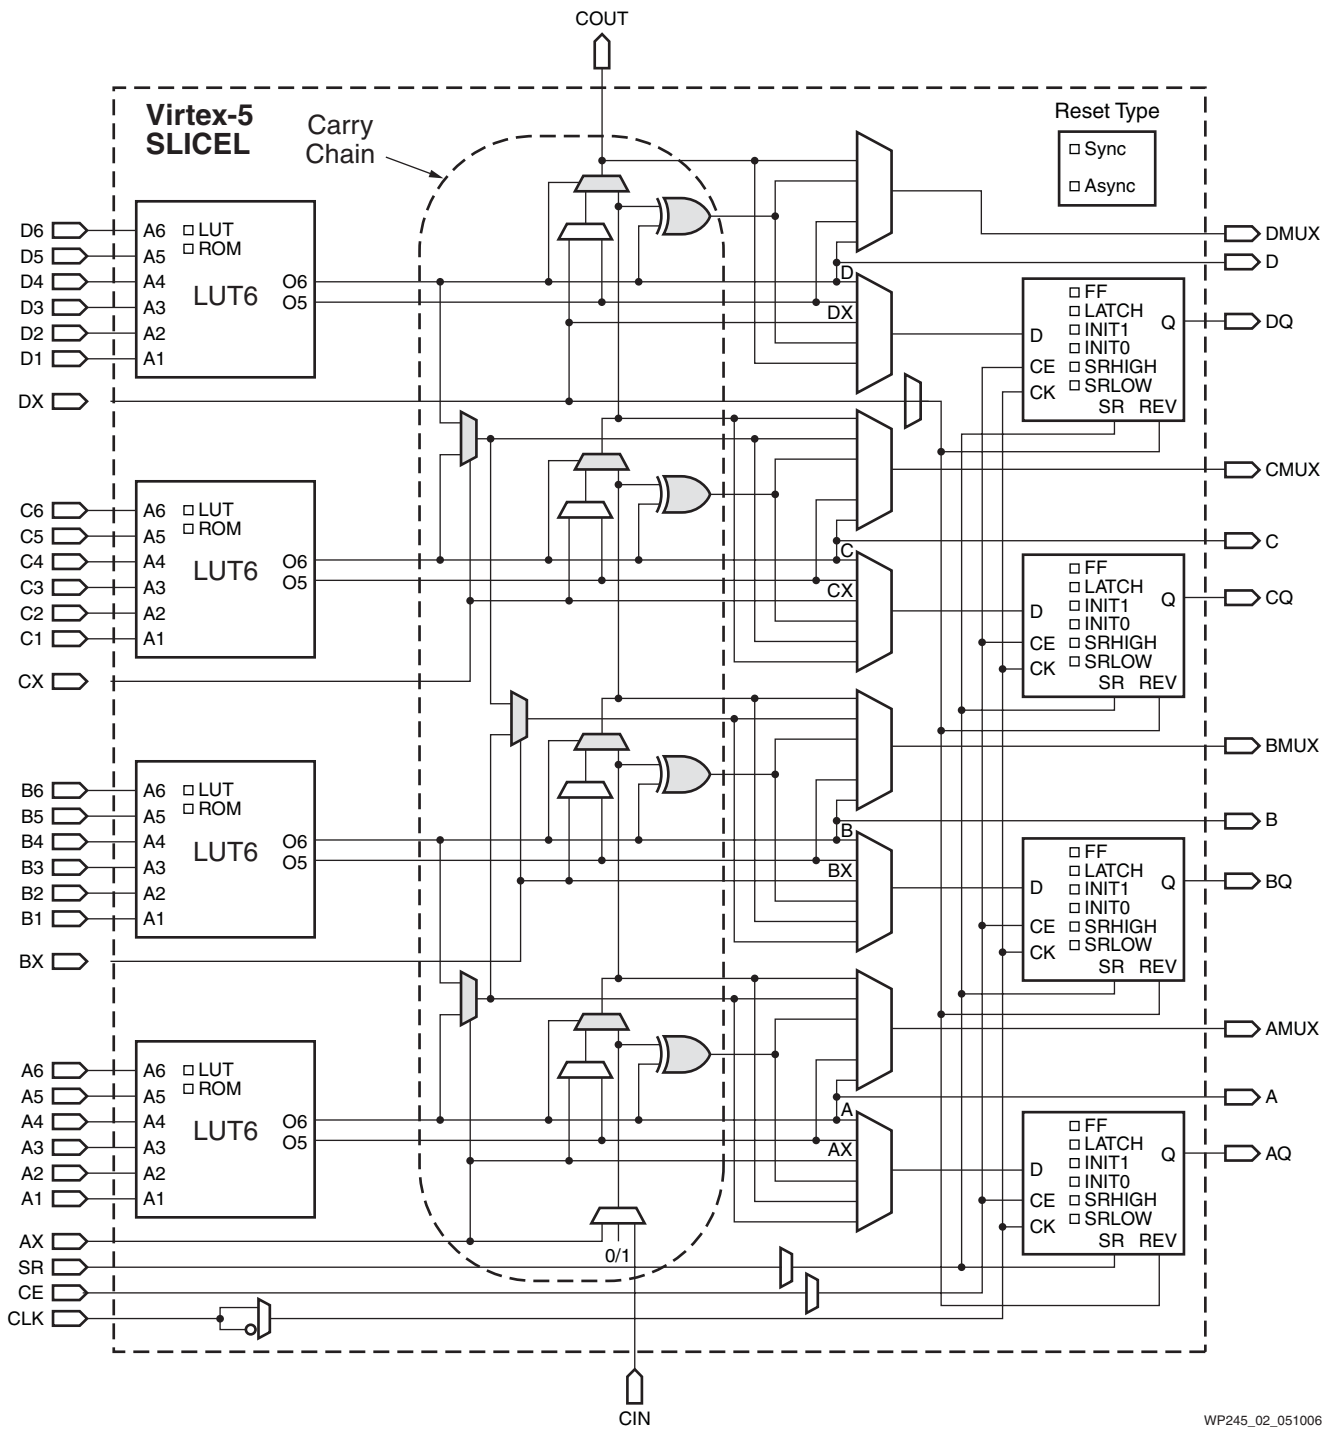 COUT
Virtex-5
SLICEL
Carry
Chain
Reset Type
Sync
Async
D6
D5
D4
D3
D2
D1
DX
A6
A5
A4
A3
A2
A1
LUT
ROM
LUT6
O6
O5
D
DX
DMUX
D
FF
LATCH
INIT1
INIT0
SRHIGH
SRLOW
D
CE
CK
Q
SR REV
DQ
C6
C5
C4
C3
C2
C1
CX
A6
A5
A4
A3
A2
A1
LUT
ROM
LUT6
O6
O5
C
CX
CMUX
C
FF
LATCH
INIT1
INIT0
SRHIGH
SRLOW
D
CE
CK
Q
SR REV
CQ
B6
B5
B4
B3
B2
B1
BX
A6
A5
A4
A3
A2
A1
LUT
ROM
LUT6
O6
O5
B
BX
BMUX
B
FF
LATCH
INIT1
INIT0
SRHIGH
SRLOW
D
CE
CK
Q
SR REV
BQ
A6
A5
A4
A3
A2
A1
AX
SR
CE
CLK
A6
A5
A4
A3
A2
A1
LUT
ROM
LUT6
O6
O5
A
AX
0/1
AMUX
A
FF
LATCH
INIT1
INIT0
SRHIGH
SRLOW
D
CE
CK
Q
SR REV
AQ
CIN
WP245_02_051006